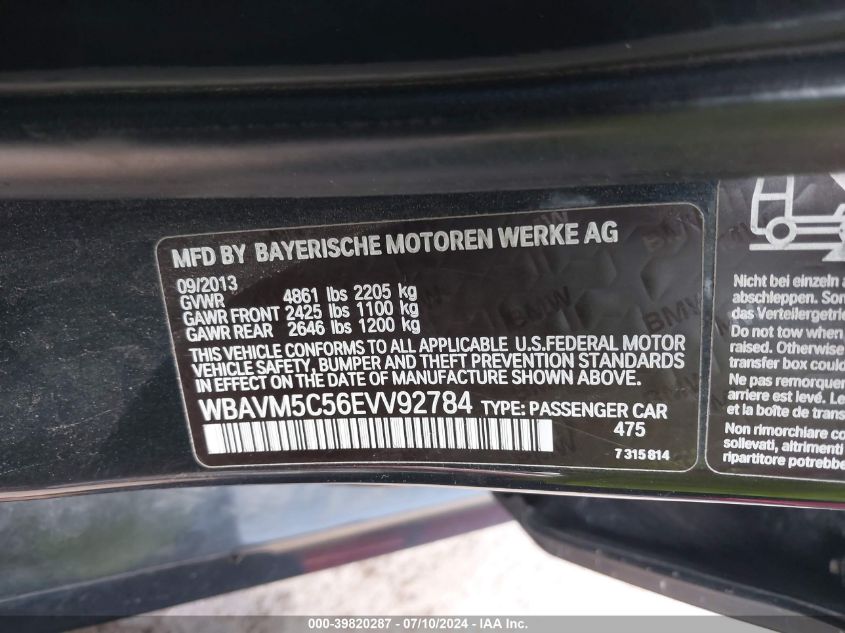 MFD BY BAYERISCHE MOTOREN WERKE AG
09/2013
GVWR 4861 lbs 2205 kg
GAWR FRONT 2425 lbs 1100 kg
GAWR REAR 2646 lbs 1200 kg
THIS VEHICLE CONFORMS TO ALL APPLICABLE U.S.FEDERAL MOTOR
VEHICLE SAFETY, BUMPER AND THEFT PREVENTION STANDARDS
IN EFFECT ON THE DATE OF MANUFACTURE SHOWN ABOVE.
WBAVM5C56EVV92784 TYPE: PASSENGER CAR
475
7 315 814
Nicht bei einzeln a
abschleppen. Son
das Verteilergetrie
Do not tow when
raised. Otherwise
transfer box could
Ne pas remorquer
arriere est levé. Le
5 la boîte de trans
Non rimorchiare co
sollevati, altrimenti
ripartitore potrebbe
000-39820287 - 07/10/2024 - IAA Inc.